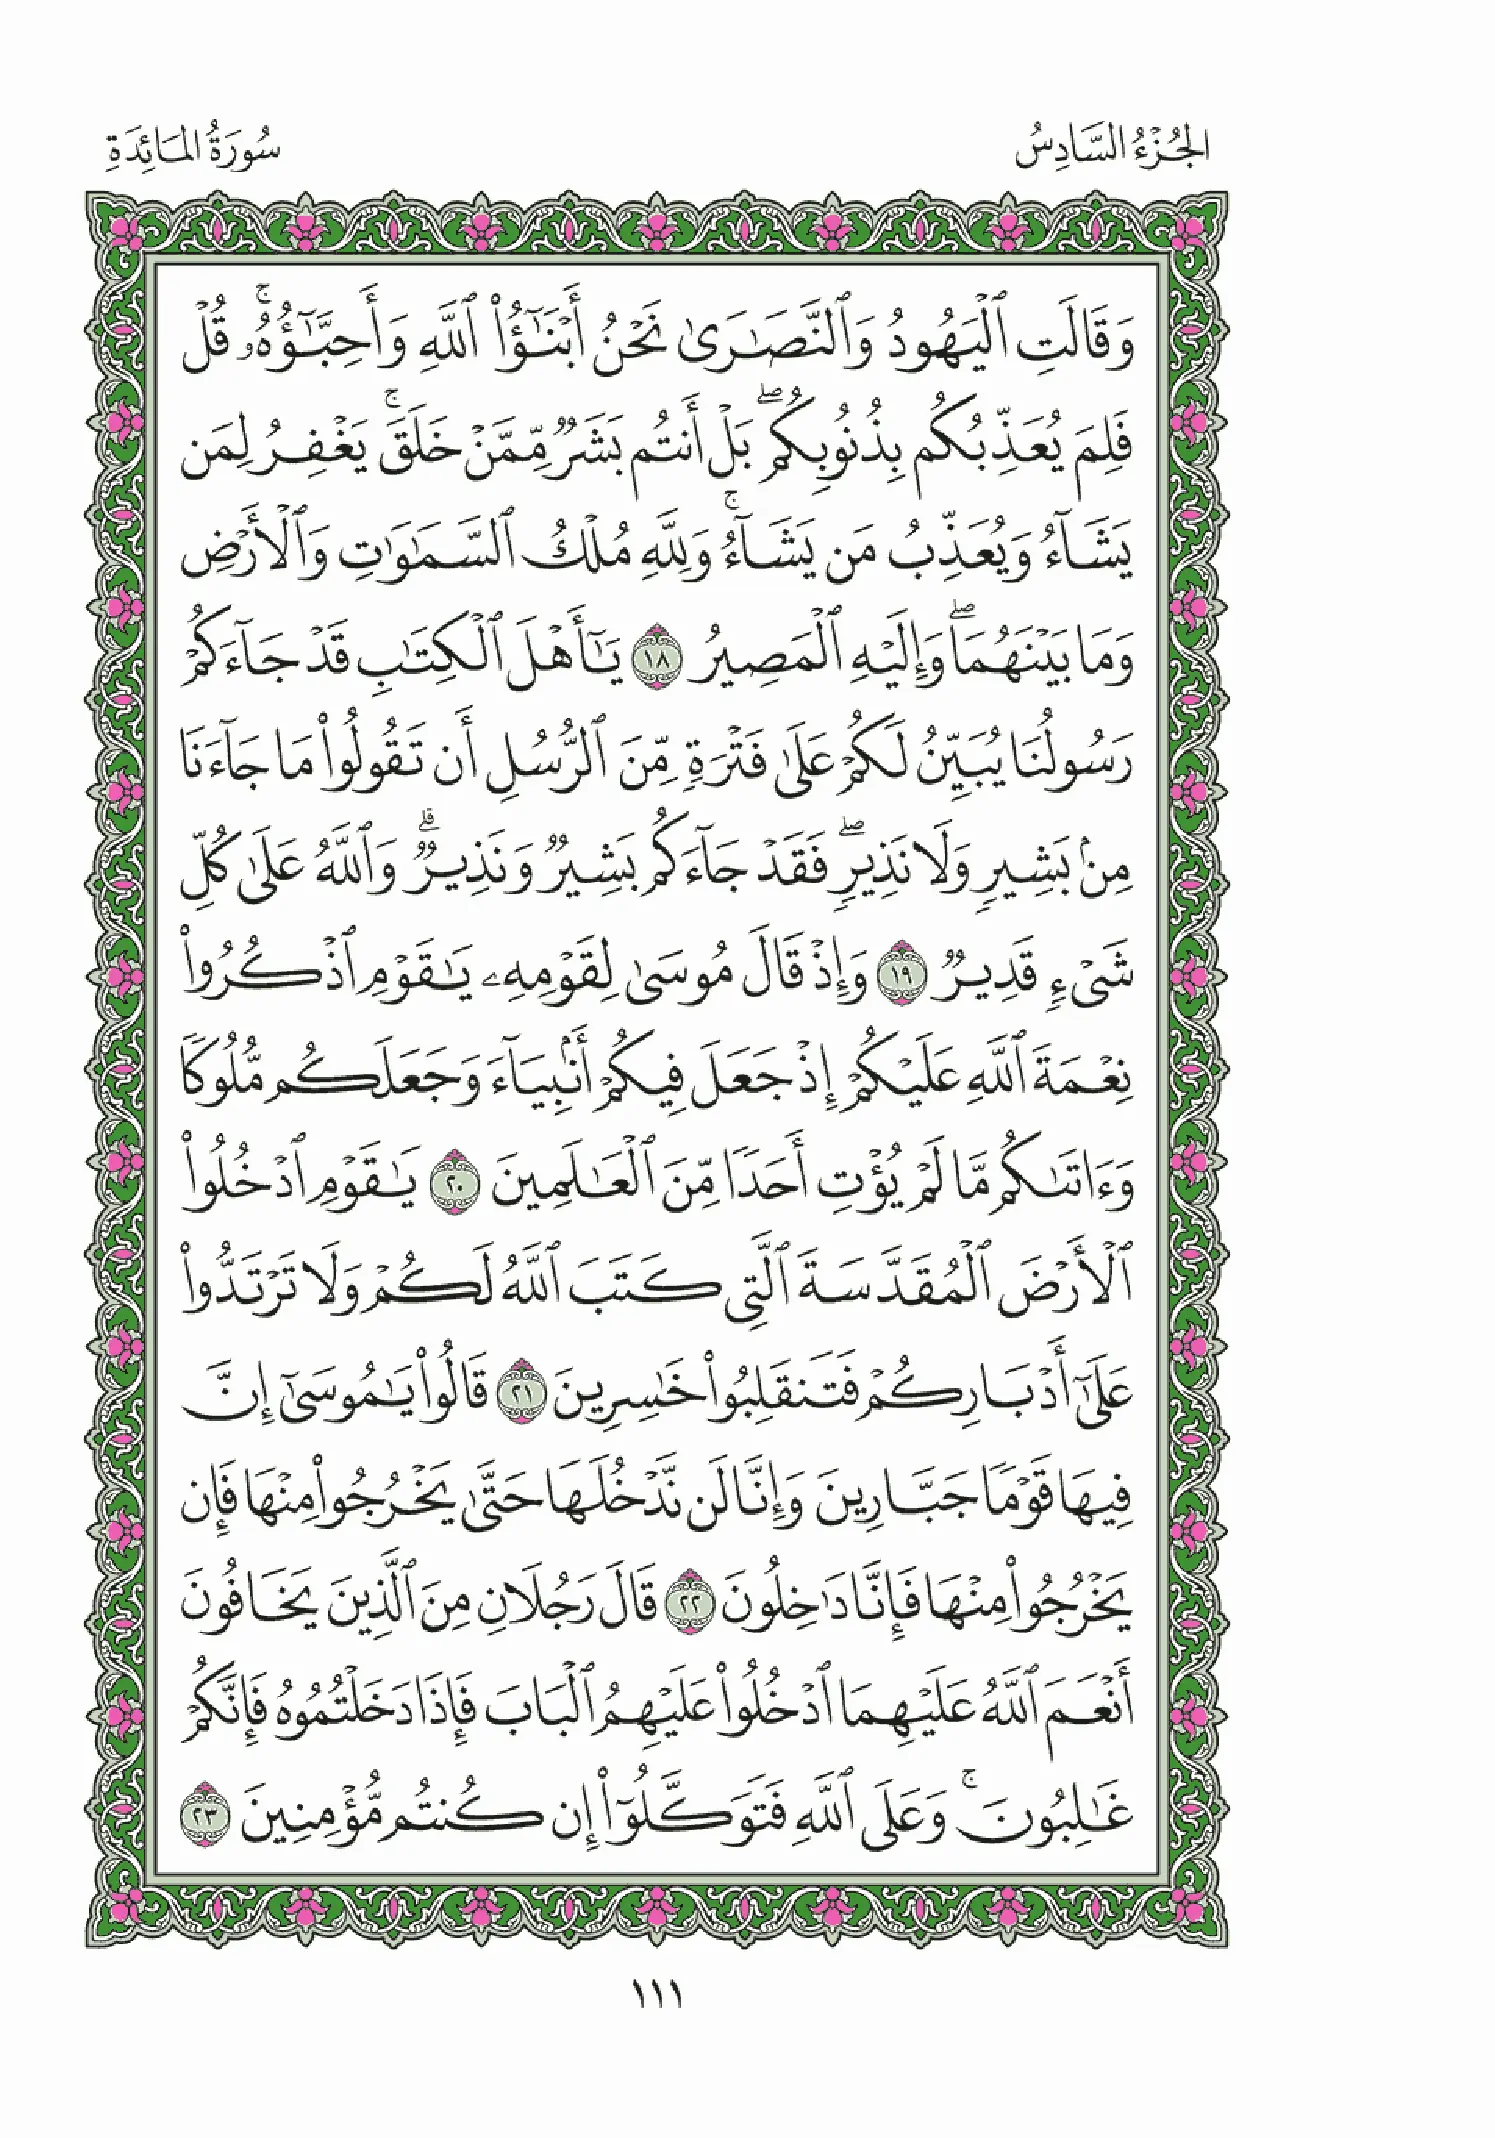 الجُزْءُ السَّادِسُ
سُورَةُ المَائِدَةِ
وَقَالَتِ ٱلْيَهُودُ وَٱلنَّصَٰرَىٰ نَحْنُ أَبْنَٰٓؤُا۟ ٱللَّهِ وَأَحِبَّٰٓؤُهُۥ ۚ قُلْ
فَلِمَ يُعَذِّبُكُم بِذُنُوبِكُم ۖ بَلْ أَنتُم بَشَرٌ مِّمَّنْ خَلَقَ ۚ يَغْفِرُ لِمَن
يَشَآءُ وَيُعَذِّبُ مَن يَشَآءُ ۚ وَلِلَّهِ مُلْكُ ٱلسَّمَٰوَٰتِ وَٱلْأَرْضِ
وَمَا بَيْنَهُمَا ۖ وَإِلَيْهِ ٱلْمَصِيرُ ١٨ يَٰٓأَهْلَ ٱلْكِتَٰبِ قَدْ جَآءَكُمْ
رَسُولُنَا يُبَيِّنُ لَكُمْ عَلَىٰ فَتْرَةٍ مِّنَ ٱلرُّسُلِ أَن تَقُولُوا۟ مَا جَآءَنَا
مِنۢ بَشِيرٍ وَلَا نَذِيرٍ ۖ فَقَدْ جَآءَكُم بَشِيرٌ وَنَذِيرٌ ۗ وَٱللَّهُ عَلَىٰ كُلِّ
شَىْءٍ قَدِيرٌ ١٩ وَإِذْ قَالَ مُوسَىٰ لِقَوْمِهِۦ يَٰقَوْمِ ٱذْكُرُوا۟
نِعْمَةَ ٱللَّهِ عَلَيْكُمْ إِذْ جَعَلَ فِيكُمْ أَنۢبِيَآءَ وَجَعَلَكُم مُّلُوكًا
وَءَاتَىٰكُم مَّا لَمْ يُؤْتِ أَحَدًا مِّنَ ٱلْعَٰلَمِينَ ٢٠ يَٰقَوْمِ ٱدْخُلُوا۟
ٱلْأَرْضَ ٱلْمُقَدَّسَةَ ٱلَّتِى كَتَبَ ٱللَّهُ لَكُمْ وَلَا تَرْتَدُّوا۟
عَلَىٰٓ أَدْبَارِكُمْ فَتَنقَلِبُوا۟ خَٰسِرِينَ ٢١ قَالُوا۟ يَٰمُوسَىٰٓ إِنَّ
فِيهَا قَوْمًا جَبَّارِينَ وَإِنَّا لَن نَّدْخُلَهَا حَتَّىٰ يَخْرُجُوا۟ مِنْهَا فَإِن
يَخْرُجُوا۟ مِنْهَا فَإِنَّا دَٰخِلُونَ ٢٢ قَالَ رَجُلَانِ مِنَ ٱلَّذِينَ يَخَافُونَ
أَنْعَمَ ٱللَّهُ عَلَيْهِمَا ٱدْخُلُوا۟ عَلَيْهِمُ ٱلْبَابَ فَإِذَا دَخَلْتُمُوهُ فَإِنَّكُمْ
غَٰلِبُونَ ۚ وَعَلَى ٱللَّهِ فَتَوَكَّلُوٓا۟ إِن كُنتُم مُّؤْمِنِينَ ٢٣
١١١